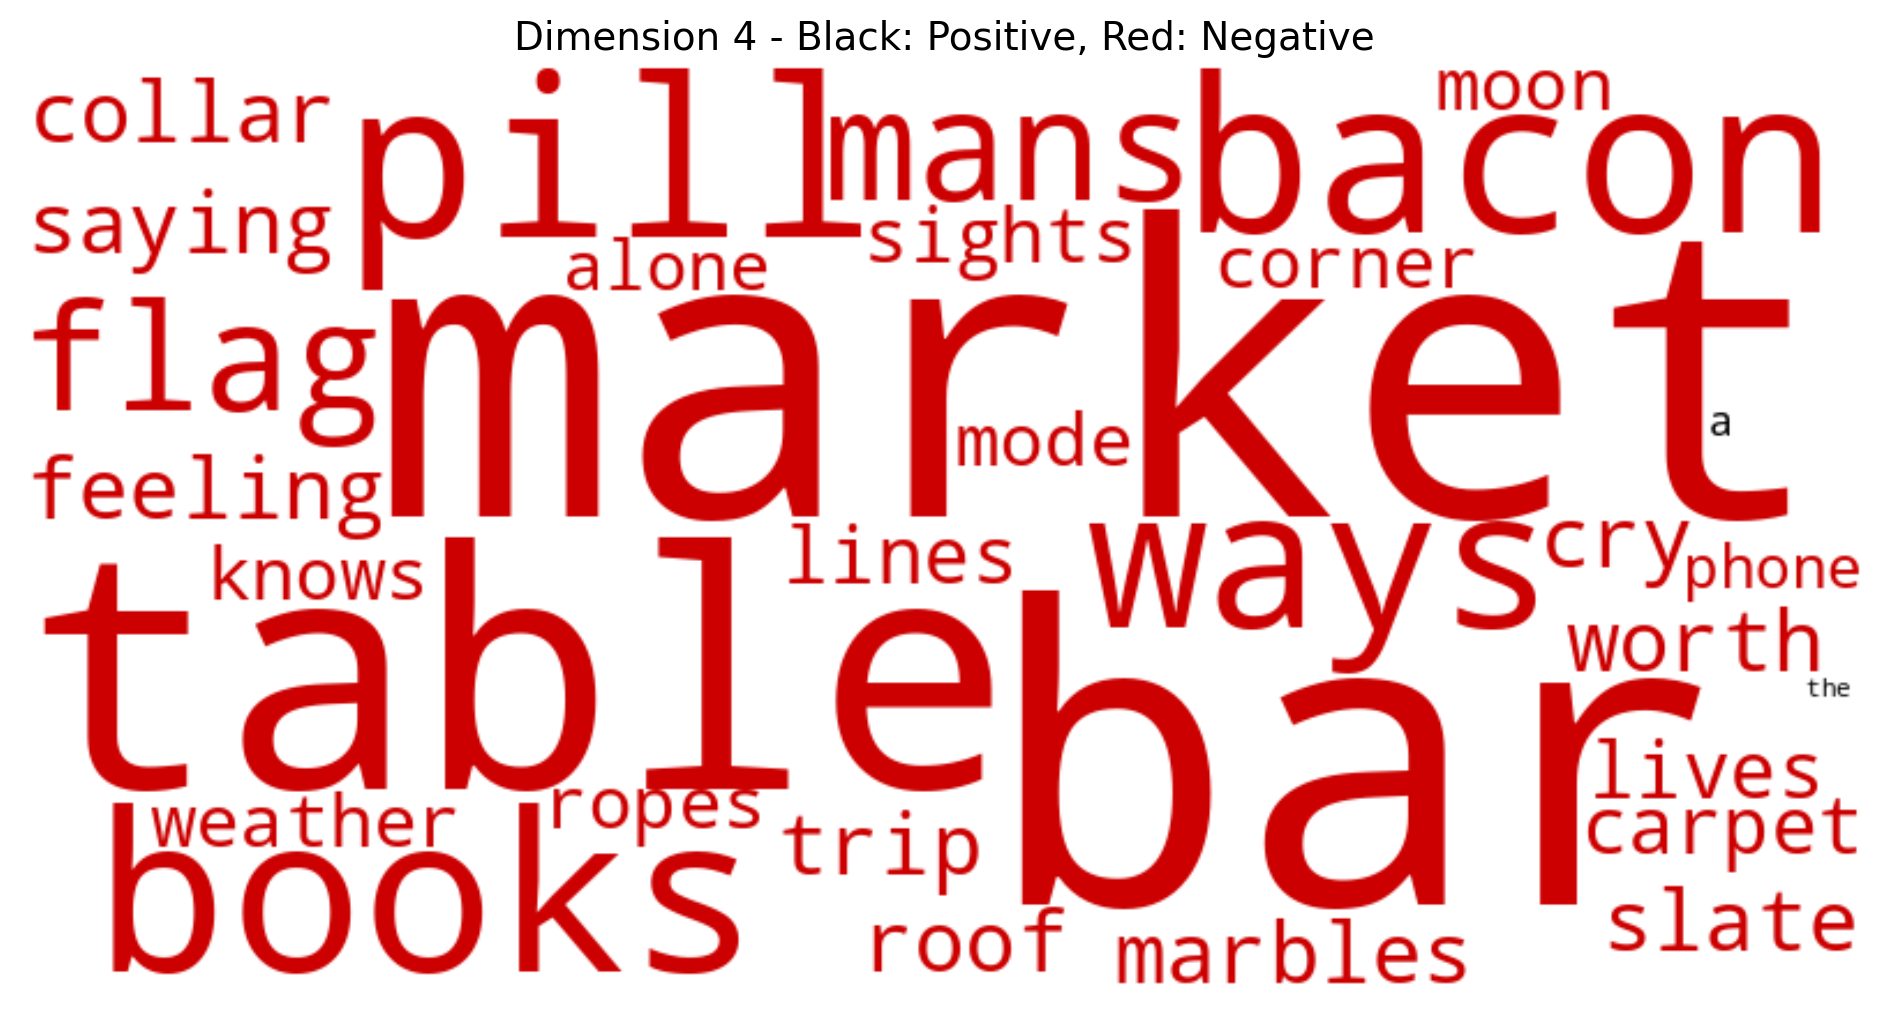 Dimension 4 - Black: Positive, Red: Negative
collar
pill
mans
bacon
moon
saying
alone
sights
corner
flag
market
a
mode
feeling
knows
lines
ways
cry
phone
table
bar
worth
the
lives
weather
ropes
trip
carpet
books
roof
marbles
slate